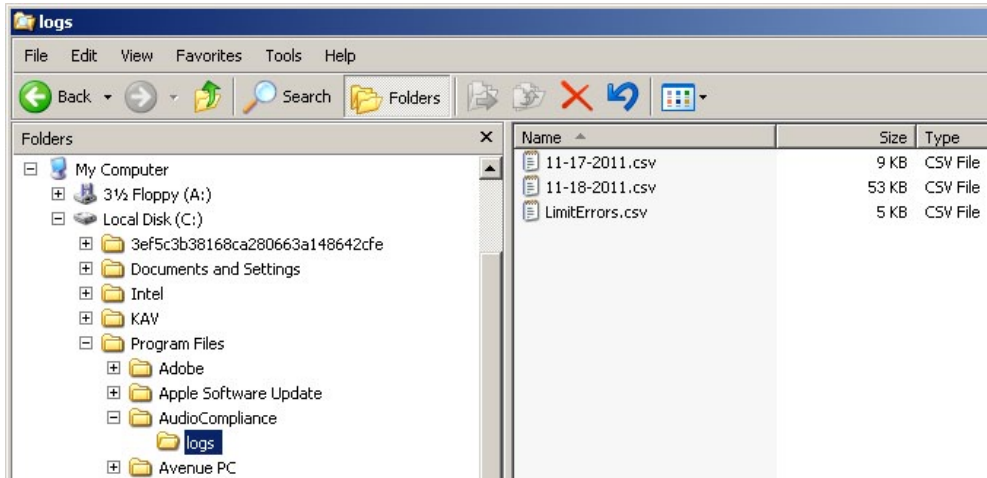 logs
File Edit View Favorites Tools Help
Back Search Folders
Folders
My Computer
3½ Floppy (A:)
Local Disk (C:)
3ef5c3b38168ca280663a148642cfe
Documents and Settings
Intel
KAV
Program Files
Adobe
Apple Software Update
AudioCompliance
logs
Avenue PC
Name Size Type
11-17-2011.csv 9 KB CSV File
11-18-2011.csv 53 KB CSV File
LimitErrors.csv 5 KB CSV File